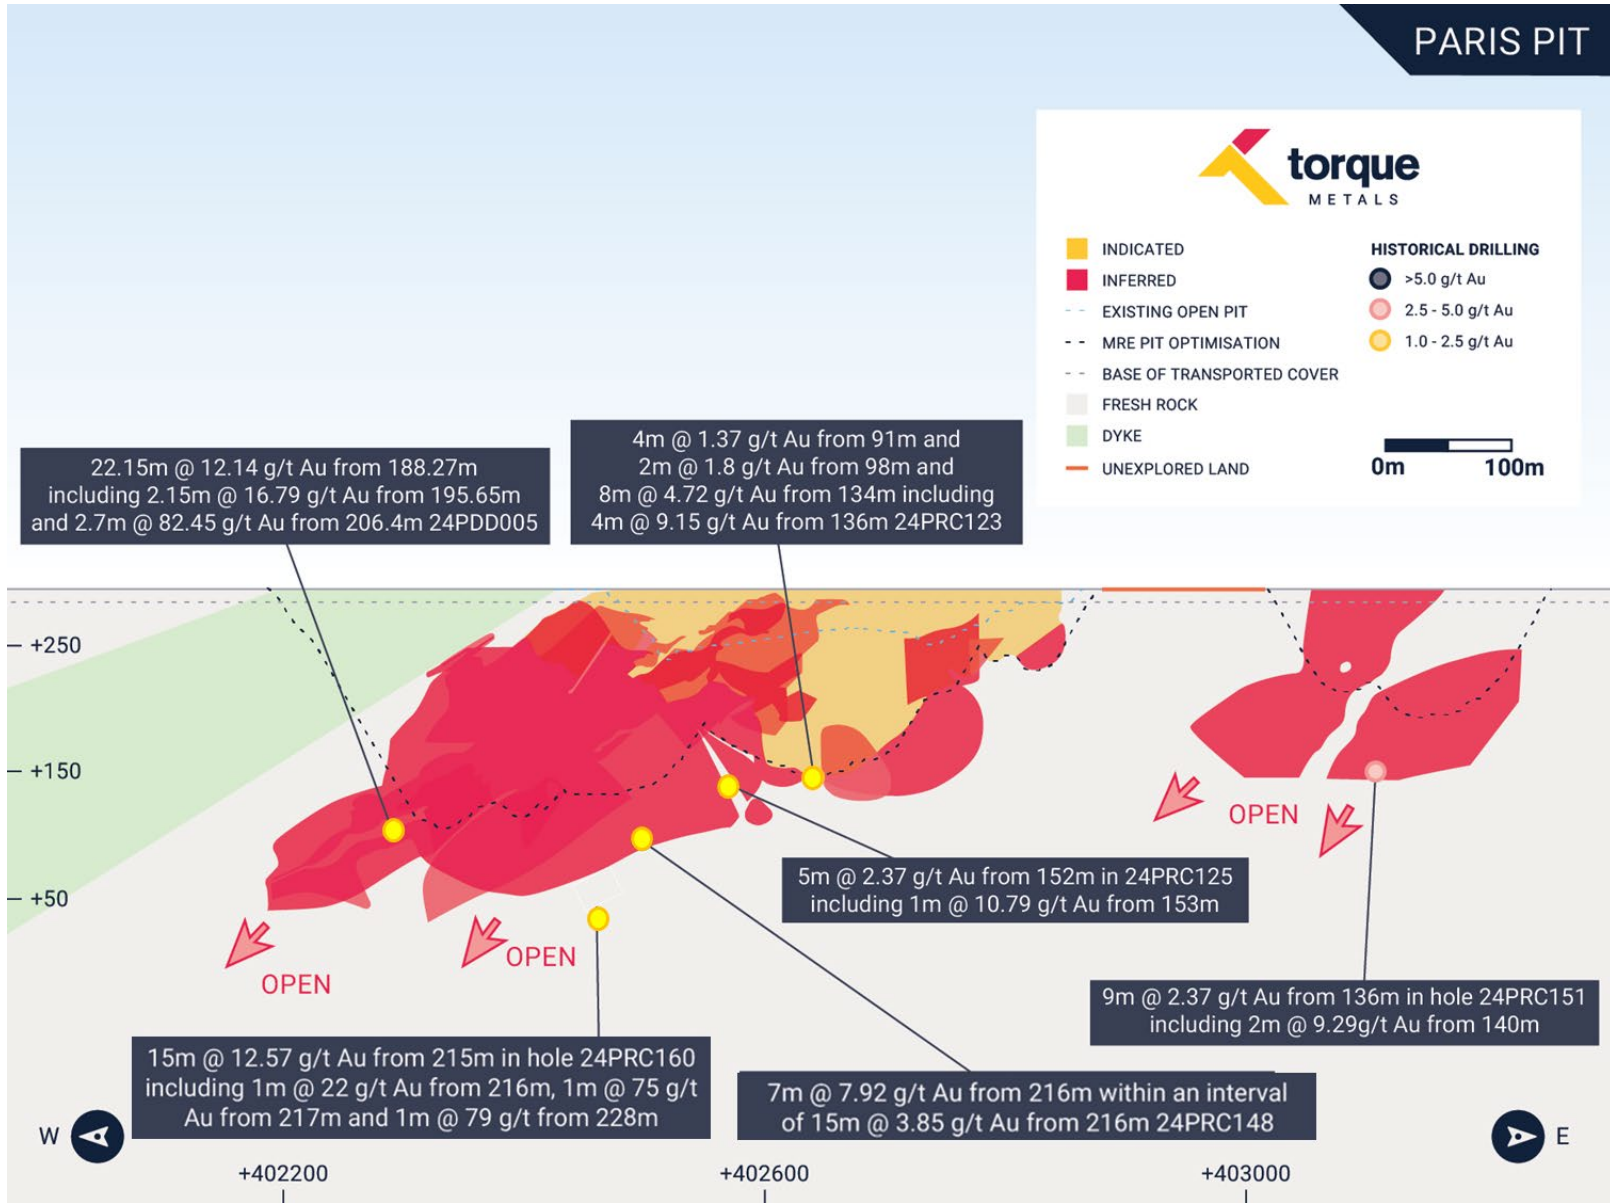 PARIS PIT
torque
METALS
INDICATED
INFERRED
EXISTING OPEN PIT
MRE PIT OPTIMISATION
BASE OF TRANSPORTED COVER
FRESH ROCK
DYKE
UNEXPLORED LAND
HISTORICAL DRILLING
>5.0 g/t Au
2.5 - 5.0 g/t Au
1.0 - 2.5 g/t Au
0m 100m
22.15m @ 12.14 g/t Au from 188.27m
including 2.15m @ 16.79 g/t Au from 195.65m
and 2.7m @ 82.45 g/t Au from 206.4m 24PDD005
4m @ 1.37 g/t Au from 91m and
2m @ 1.8 g/t Au from 98m and
8m @ 4.72 g/t Au from 134m including
4m @ 9.15 g/t Au from 136m 24PRC123
+250
+150
+50
OPEN
OPEN
OPEN
5m @ 2.37 g/t Au from 152m in 24PRC125
including 1m @ 10.79 g/t Au from 153m
9m @ 2.37 g/t Au from 136m in hole 24PRC151
including 2m @ 9.29g/t Au from 140m
15m @ 12.57 g/t Au from 215m in hole 24PRC160
including 1m @ 22 g/t Au from 216m, 1m @ 75 g/t
Au from 217m and 1m @ 79 g/t from 228m
7m @ 7.92 g/t Au from 216m within an interval
of 15m @ 3.85 g/t Au from 216m 24PRC148
W
E
+402200
+402600
+403000